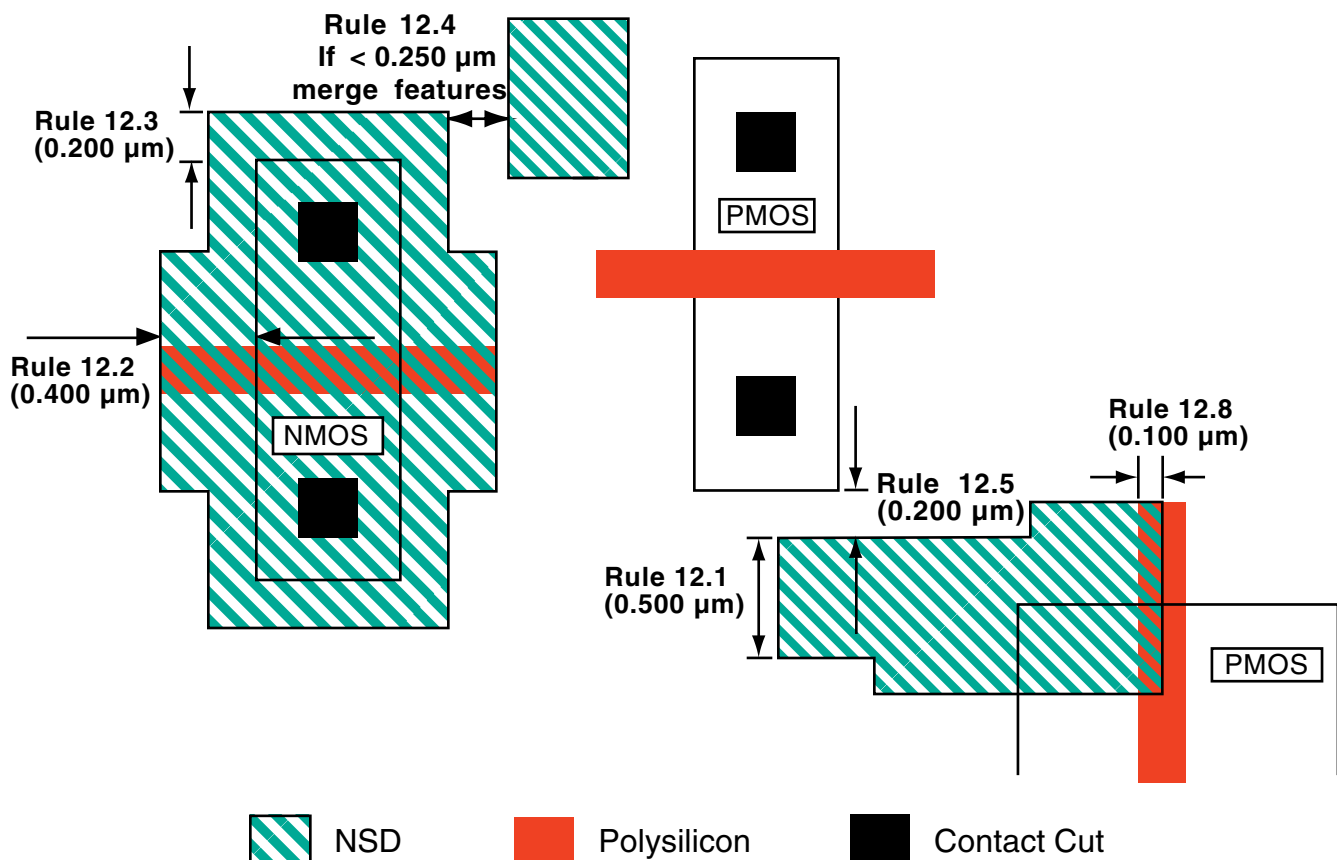 Rule 12.4
If < 0.250 µm
merge features
Rule 12.3
(0.200 µm)
PMOS
Rule 12.2
(0.400 µm)
NMOS
Rule 12.8
(0.100 µm)
Rule 12.5
(0.200 µm)
Rule 12.1
(0.500 µm)
PMOS
NSD
Polysilicon
Contact Cut